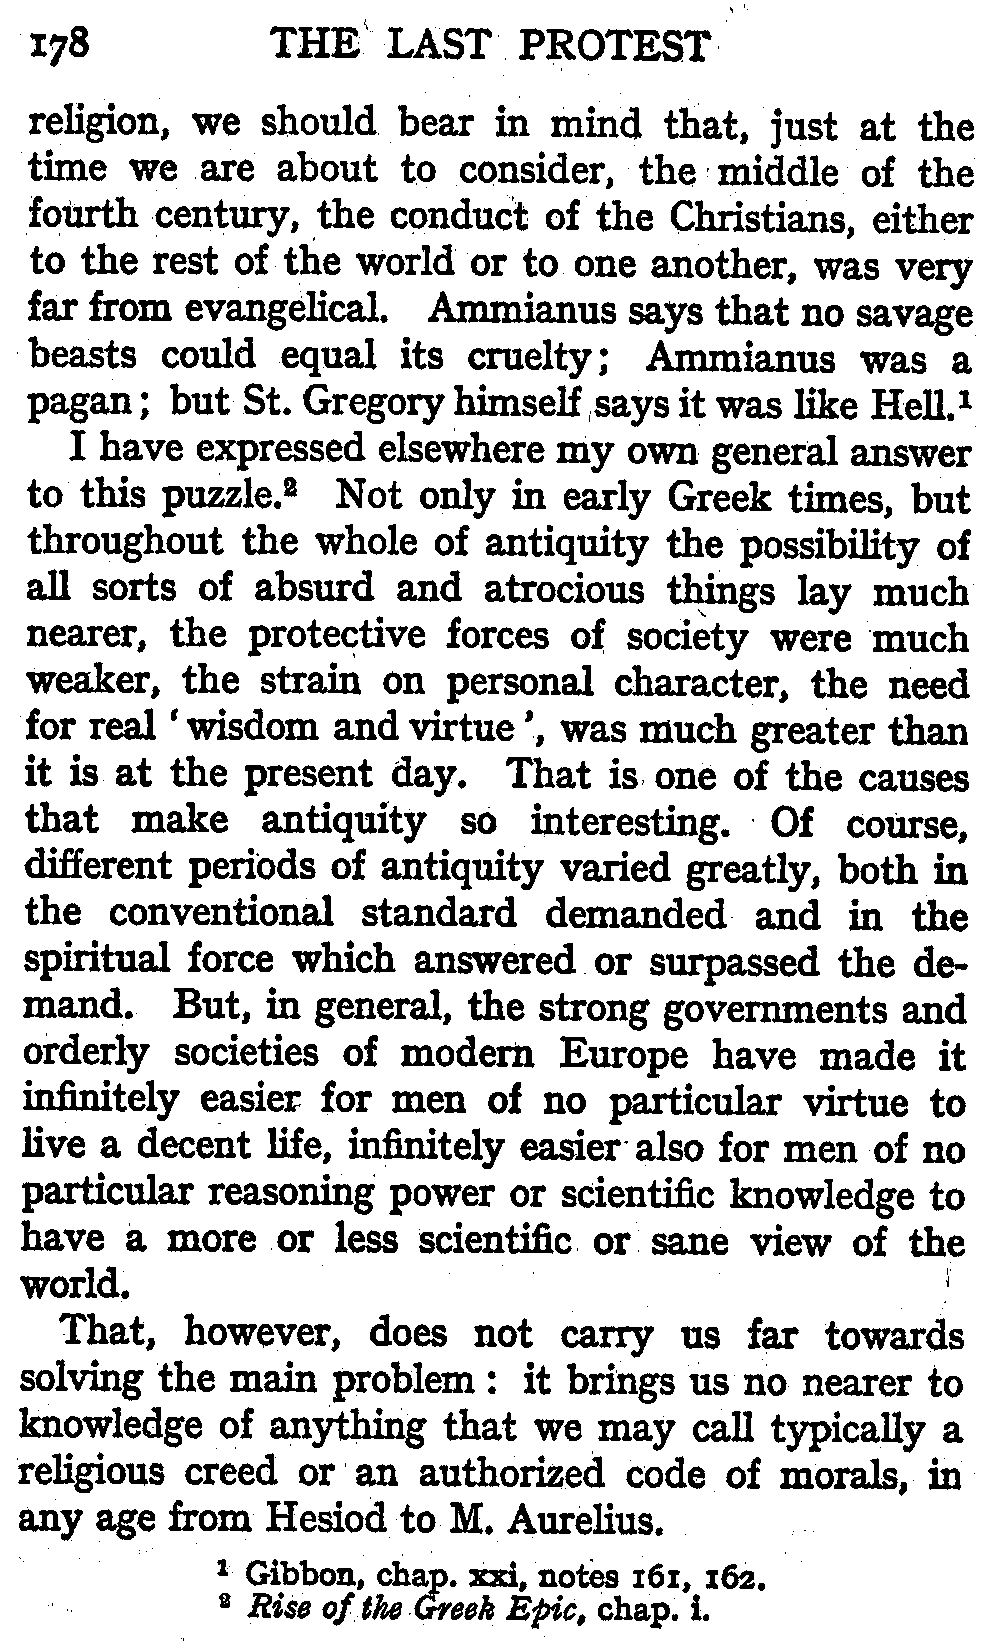 178 THE LAST PROTEST
religion, we should bear in mind that, just at the
time we are about to consider, the middle of the
fourth century, the conduct of the Christians, either
to the rest of the world or to one another, was very
far from evangelical. Ammianus says that no savage
beasts could equal its cruelty; Ammianus was a
pagan; but St. Gregory himself says it was like Hell.¹
I have expressed elsewhere my own general answer
to this puzzle.² Not only in early Greek times, but
throughout the whole of antiquity the possibility of
all sorts of absurd and atrocious things lay much
nearer, the protective forces of society were much
weaker, the strain on personal character, the need
for real ‘wisdom and virtue’, was much greater than
it is at the present day. That is one of the causes
that make antiquity so interesting. Of course,
different periods of antiquity varied greatly, both in
the conventional standard demanded and in the
spiritual force which answered or surpassed the de-
mand. But, in general, the strong governments and
orderly societies of modern Europe have made it
infinitely easier for men of no particular virtue to
live a decent life, infinitely easier also for men of no
particular reasoning power or scientific knowledge to
have a more or less scientific or sane view of the
world.
That, however, does not carry us far towards
solving the main problem: it brings us no nearer to
knowledge of anything that we may call typically a
religious creed or an authorized code of morals, in
any age from Hesiod to M. Aurelius.
¹ Gibbon, chap. xxi, notes 161, 162.
² Rise of the Greek Epic, chap. i.